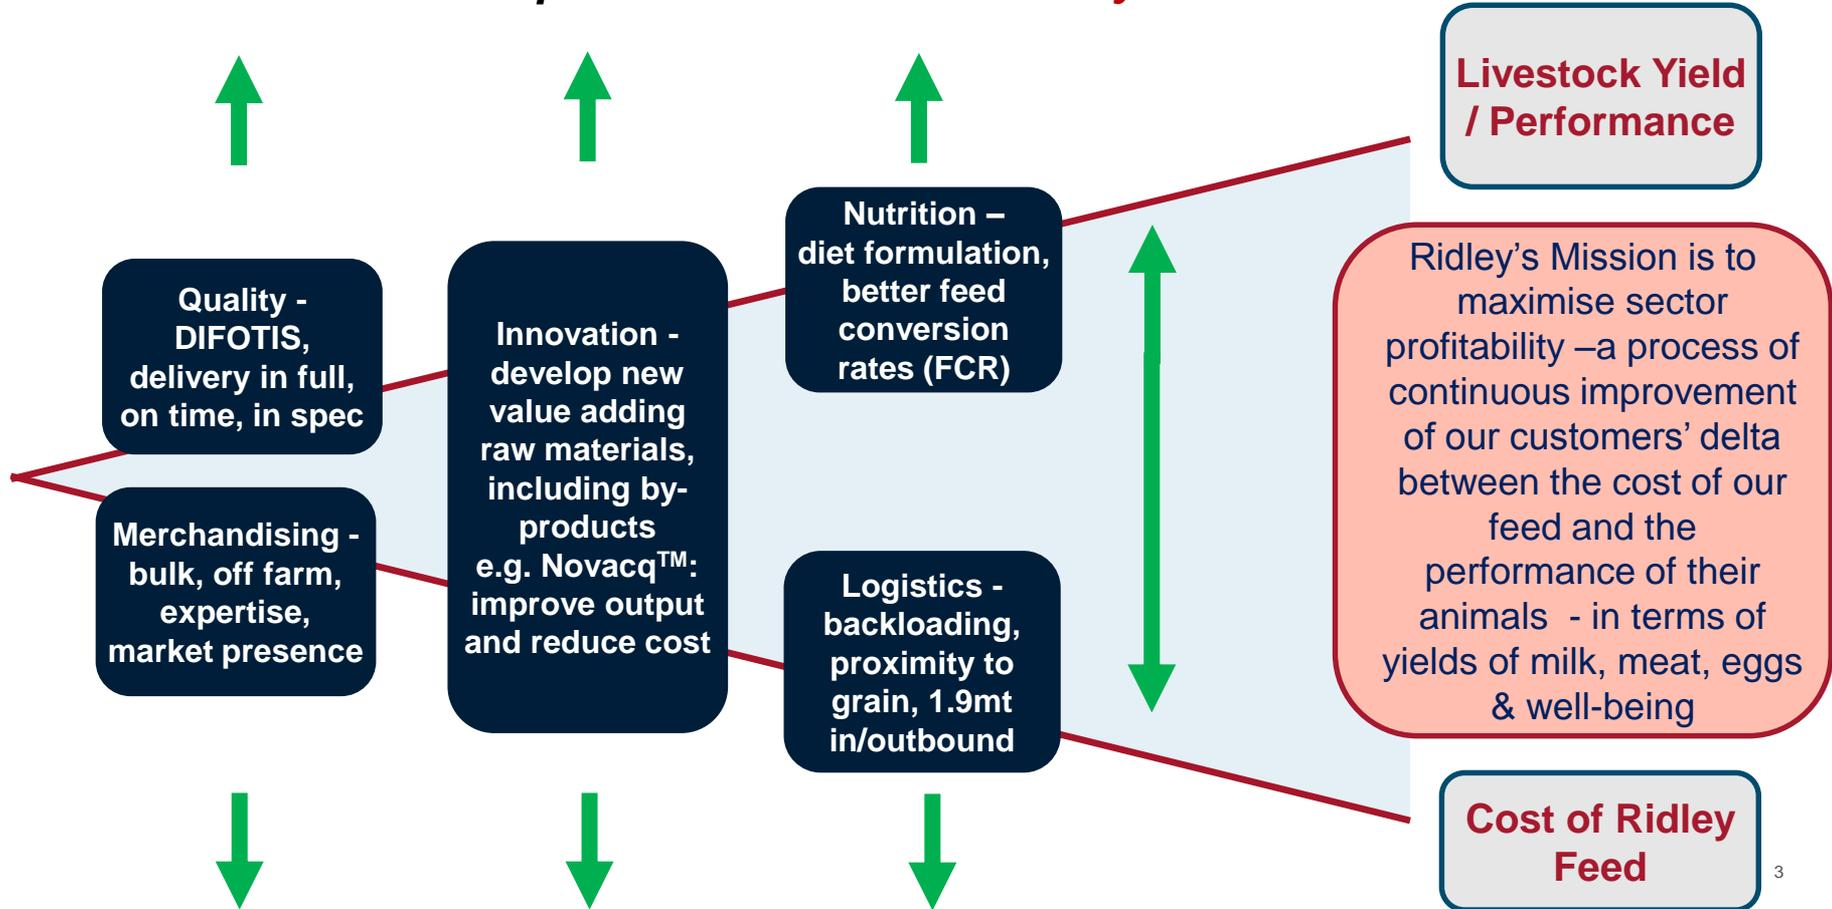 Quality -
DIFOTIS,
delivery in full,
on time, in spec
Merchandising -
bulk, off farm,
expertise,
market presence
Innovation -
develop new
value adding
raw materials,
including by-
products
e.g. Novacq™:
improve output
and reduce cost
Nutrition –
diet formulation,
better feed
conversion
rates (FCR)
Logistics -
backloading,
proximity to
grain, 1.9mt
in/outbound
Livestock Yield
/ Performance
Ridley’s Mission is to
maximise sector
profitability –a process of
continuous improvement
of our customers’ delta
between the cost of our
feed and the
performance of their
animals  - in terms of
yields of milk, meat, eggs
& well-being
Cost of Ridley
Feed
3